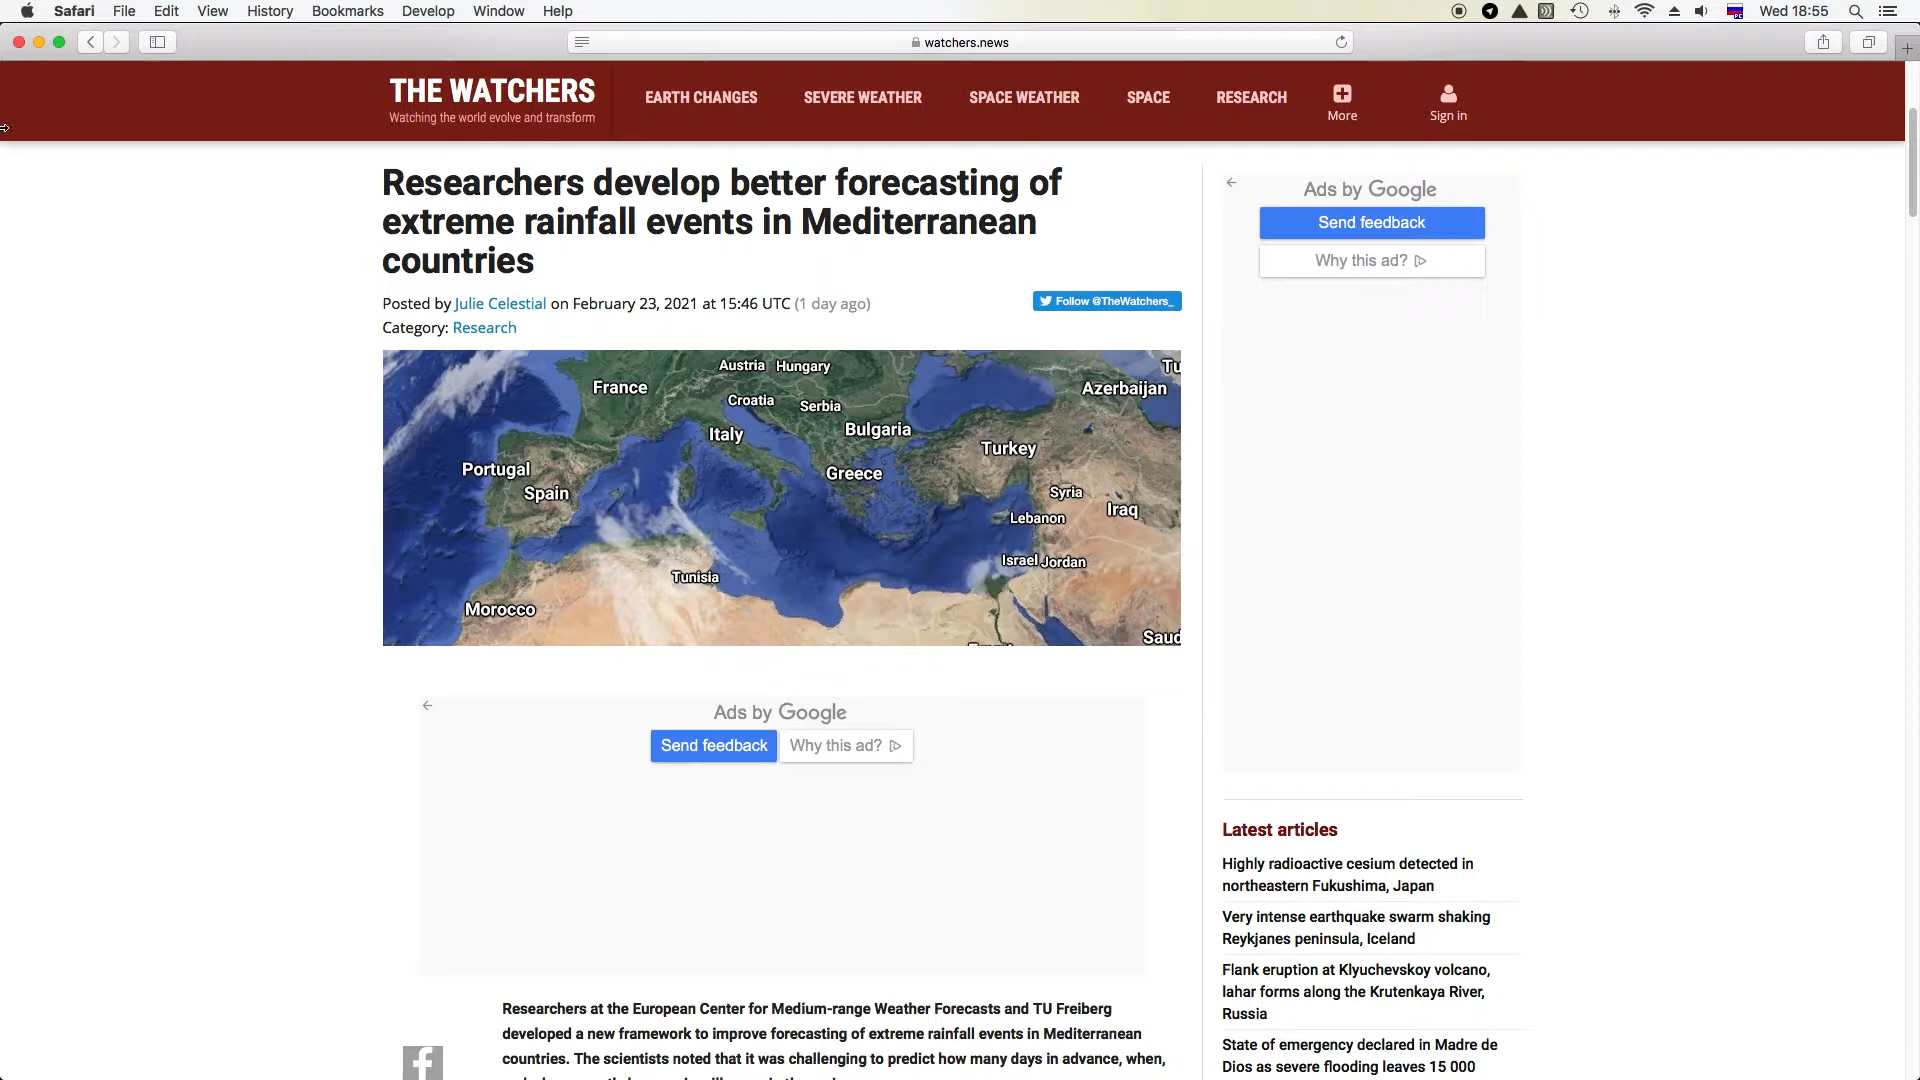 Safari File Edit View History Bookmarks Develop Window Help
Wed 18:55
watchers.news
THE WATCHERS
Watching the world evolve and transform
EARTH CHANGES
SEVERE WEATHER
SPACE WEATHER
SPACE
RESEARCH
More
Sign in
Researchers develop better forecasting of
extreme rainfall events in Mediterranean
countries
Posted by Julie Celestial on February 23, 2021 at 15:46 UTC (1 day ago)
Follow @TheWatchers_
Category: Research
Austria Hungary
France
Azerbaijan
Croatia
Serbia
Italy
Bulgaria
Turkey
Portugal
Greece
Spain
Syria
Iraq
Lebanon
Israel Jordan
Tunisia
Morocco
Saud
Ads by Google
Send feedback
Why this ad?
Researchers at the European Center for Medium-range Weather Forecasts and TU Freiberg
developed a new framework to improve forecasting of extreme rainfall events in Mediterranean
countries. The scientists noted that it was challenging to predict how many days in advance, when,
Ads by Google
Send feedback
Why this ad?
Latest articles
Highly radioactive cesium detected in
northeastern Fukushima, Japan
Very intense earthquake swarm shaking
Reykjanes peninsula, Iceland
Flank eruption at Klyuchevskoy volcano,
lahar forms along the Krutenkaya River,
Russia
State of emergency declared in Madre de
Dios as severe flooding leaves 15 000